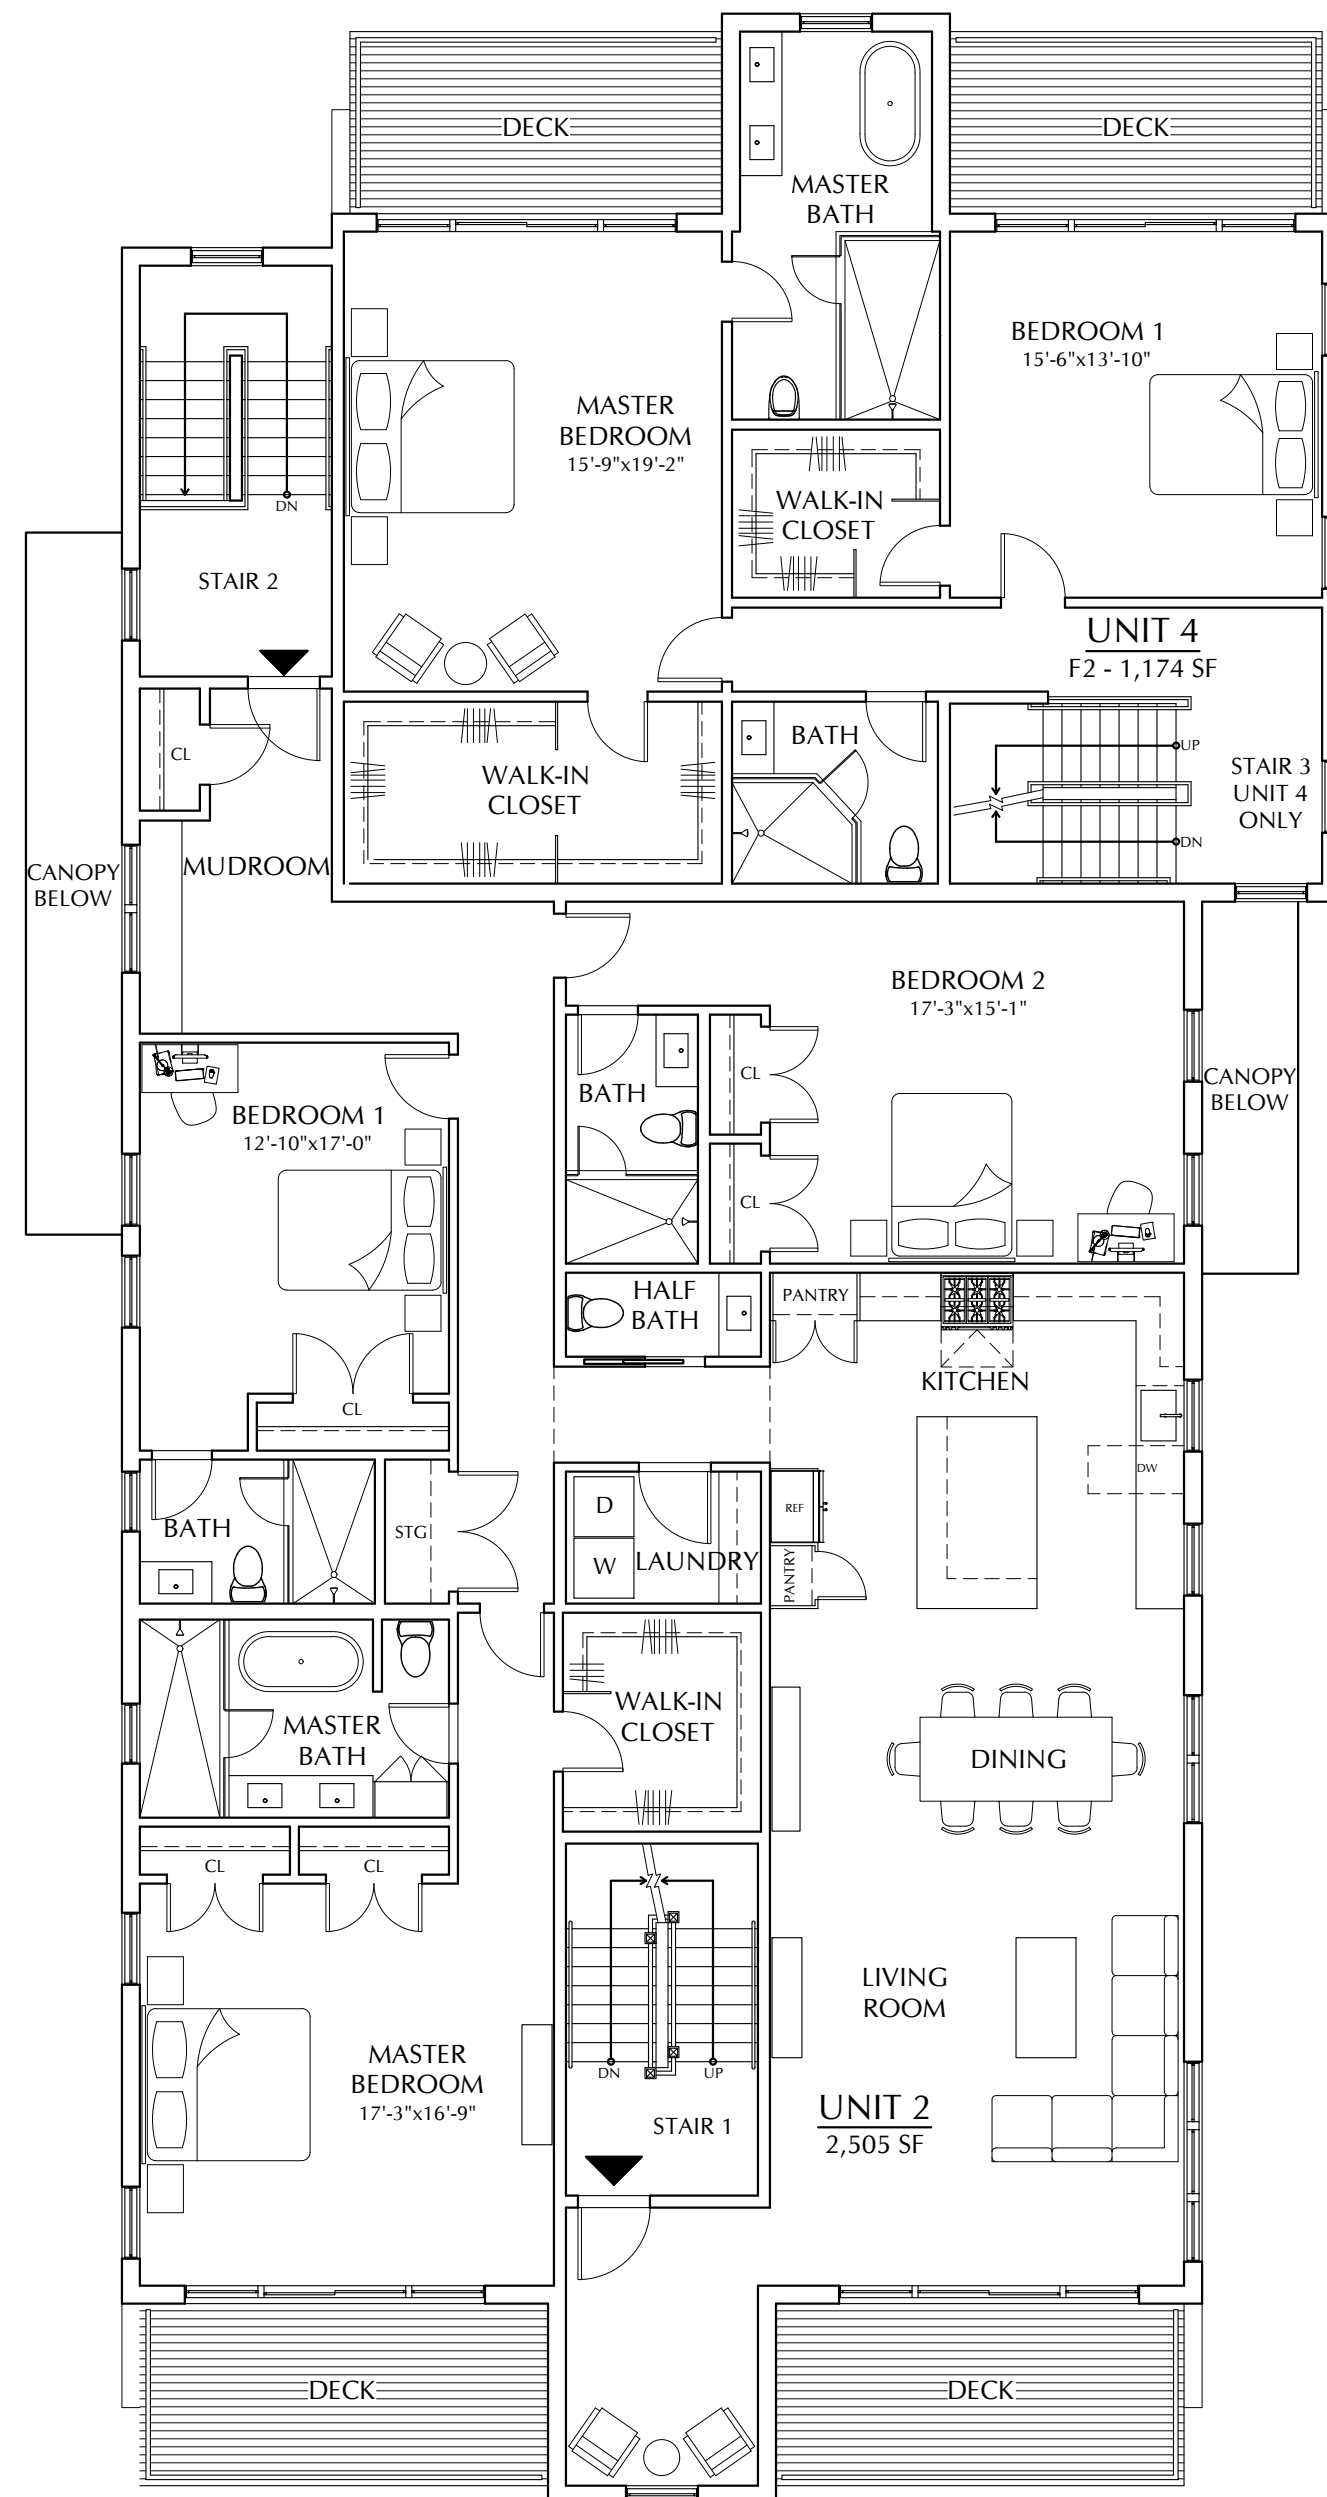 DECK
DECK
MASTER
BATH
BEDROOM 1
15'-6"x13'-10"
MASTER
BEDROOM
15'-9"x19'-2"
WALK-IN
CLOSET
DN
STAIR 2
UNIT 4
F2 - 1,174 SF
CL
WALK-IN
CLOSET
BATH
UP
STAIR 3
UNIT 4
ONLY
DN
CANOPY
BELOW
MUDROOM
BEDROOM 2
17'-3"x15'-1"
CL
BATH
CANOPY
BELOW
BEDROOM 1
12'-10"x17'-0"
CL
HALF
BATH
PANTRY
KITCHEN
CL
DW
D
REF
BATH
STG
W
LAUNDRY
PANTRY
WALK-IN
CLOSET
MASTER
BATH
DINING
CL
CL
LIVING
ROOM
MASTER
BEDROOM
17'-3"x16'-9"
DN
UP
STAIR 1
UNIT 2
2,505 SF
DECK
DECK